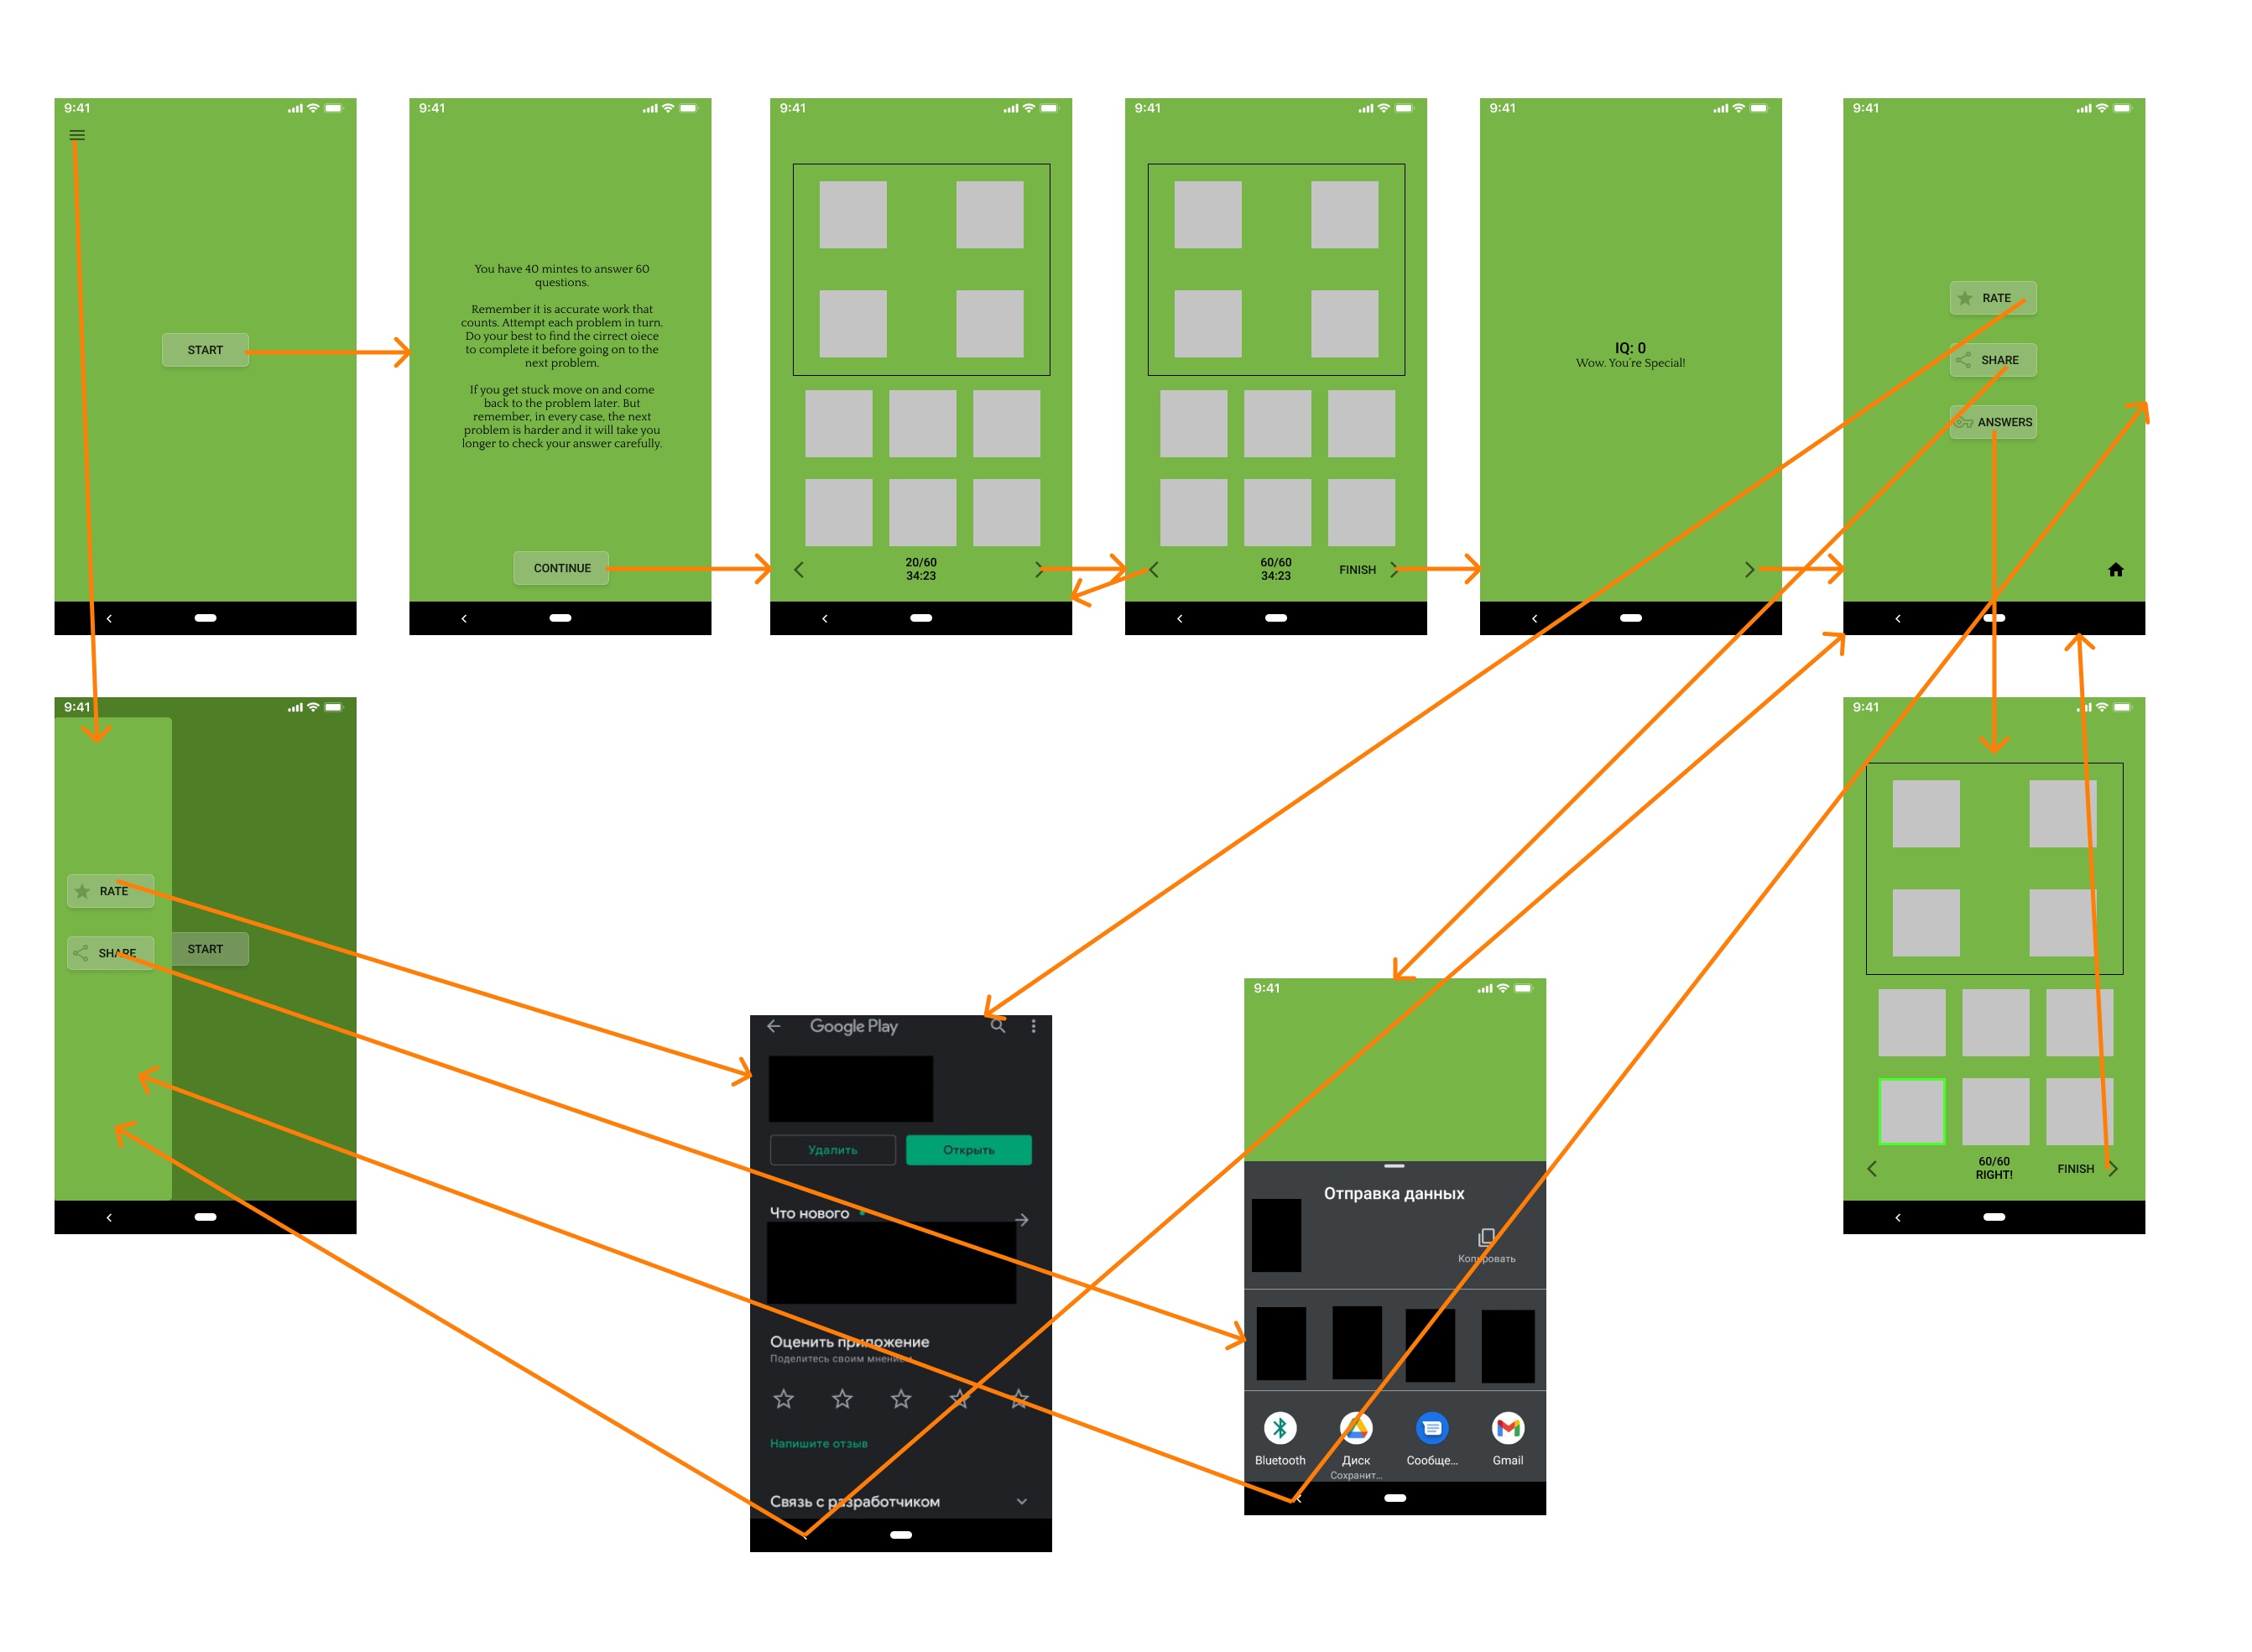 9:41
START
9:41
You have 40 mintes to answer 60
questions.
Remember it is accurate work that
counts. Attempt each problem in turn.
Do your best to find the cirrect oiece
to complete it before going on to the
next problem.
If you get stuck move on and come
back to the problem later. But
remember, in every case, the next
problem is harder and it will take you
longer to check your answer carefully.
CONTINUE
9:41
20/60
34:23
9:41
60/60
34:23
FINISH
9:41
IQ: 0
Wow. You're Special!
9:41
RATE
SHARE
ANSWERS
9:41
RATE
SHARE
START
Google Play
Удалить
Открыть
Что нового
Оценить приложение
Поделитесь своим мнением
Напишите отзыв
Связь с разработчиком
9:41
Отправка данных
Копировать
Bluetooth
Диск
Сообще...
Gmail
Сохранит...
9:41
60/60
RIGHT!
FINISH